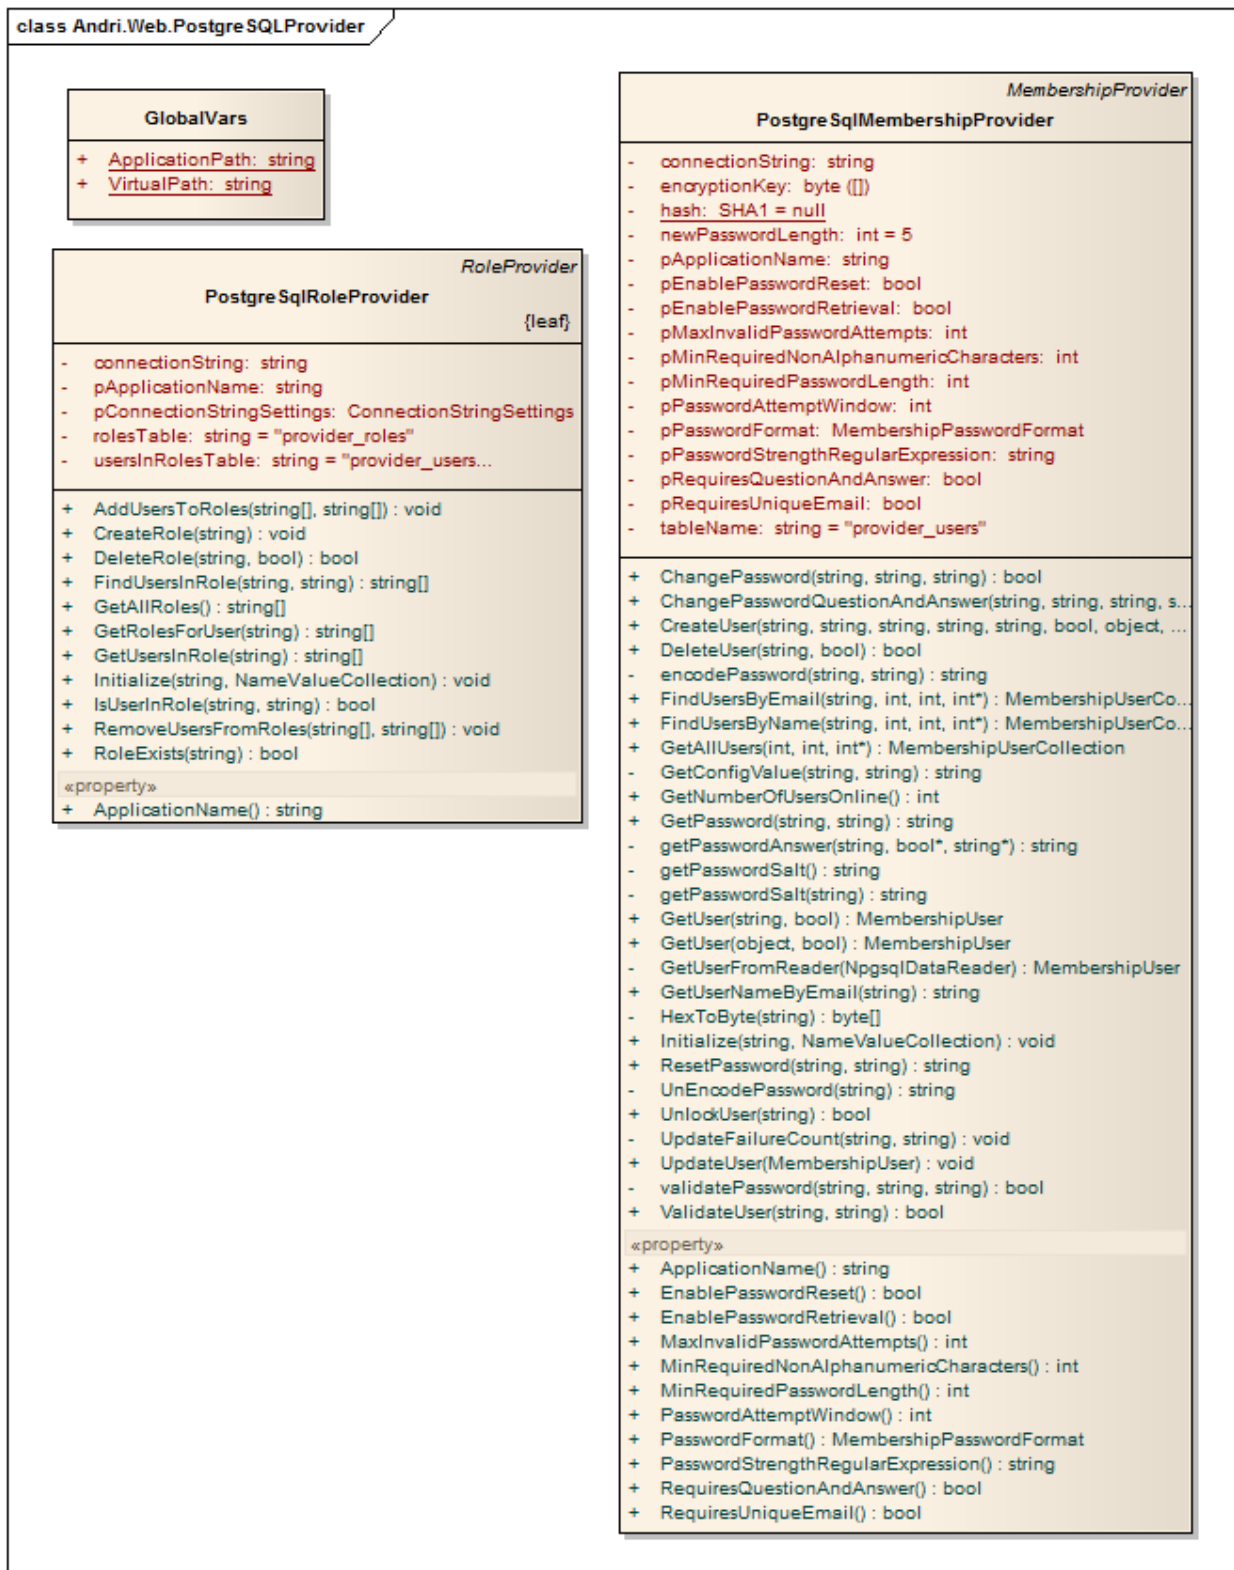 class Andri.Web.PostgreSQLProvider
GlobalVars
+ ApplicationPath: string
+ VirtualPath: string
RoleProvider
PostgreSqlRoleProvider
{leaf}
- connectionString: string
- pApplicationName: string
- pConnectionStringSettings: ConnectionStringSettings
- rolesTable: string = "provider_roles"
- usersInRolesTable: string = "provider_users...
+ AddUsersToRoles(string[], string[]) : void
+ CreateRole(string) : void
+ DeleteRole(string, bool) : bool
+ FindUsersInRole(string, string) : string[]
+ GetAllRoles() : string[]
+ GetRolesForUser(string) : string[]
+ GetUsersInRole(string) : string[]
+ Initialize(string, NameValueCollection) : void
+ IsUserInRole(string, string) : bool
+ RemoveUsersFromRoles(string[], string[]) : void
+ RoleExists(string) : bool
«property»
+ ApplicationName() : string
MembershipProvider
PostgreSqlMembershipProvider
- connectionString: string
- encryptionKey: byte ([])
- hash: SHA1 = null
- newPasswordLength: int = 5
- pApplicationName: string
- pEnablePasswordReset: bool
- pEnablePasswordRetrieval: bool
- pMaxInvalidPasswordAttempts: int
- pMinRequiredNonAlphanumericCharacters: int
- pMinRequiredPasswordLength: int
- pPasswordAttemptWindow: int
- pPasswordFormat: MembershipPasswordFormat
- pPasswordStrengthRegularExpression: string
- pRequiresQuestionAndAnswer: bool
- pRequiresUniqueEmail: bool
- tableName: string = "provider_users"
+ ChangePassword(string, string, string) : bool
+ ChangePasswordQuestionAndAnswer(string, string, string, s...
+ CreateUser(string, string, string, string, string, bool, object, ...
+ DeleteUser(string, bool) : bool
- encodePassword(string, string) : string
+ FindUsersByEmail(string, int, int, int*) : MembershipUserCo...
+ FindUsersByName(string, int, int, int*) : MembershipUserCo...
+ GetAllUsers(int, int, int*) : MembershipUserCollection
- GetConfigValue(string, string) : string
+ GetNumberOfUsersOnline() : int
+ GetPassword(string, string) : string
- getPasswordAnswer(string, bool*, string*) : string
- getPasswordSalt() : string
- getPasswordSalt(string) : string
+ GetUser(string, bool) : MembershipUser
+ GetUser(object, bool) : MembershipUser
- GetUserFromReader(NpgsqlDataReader) : MembershipUser
+ GetUserNameByEmail(string) : string
- HexToByte(string) : byte[]
+ Initialize(string, NameValueCollection) : void
+ ResetPassword(string, string) : string
- UnEncodePassword(string) : string
+ UnlockUser(string) : bool
- UpdateFailureCount(string, string) : void
+ UpdateUser(MembershipUser) : void
- validatePassword(string, string, string) : bool
+ ValidateUser(string, string) : bool
«property»
+ ApplicationName() : string
+ EnablePasswordReset() : bool
+ EnablePasswordRetrieval() : bool
+ MaxInvalidPasswordAttempts() : int
+ MinRequiredNonAlphanumericCharacters() : int
+ MinRequiredPasswordLength() : int
+ PasswordAttemptWindow() : int
+ PasswordFormat() : MembershipPasswordFormat
+ PasswordStrengthRegularExpression() : string
+ RequiresQuestionAndAnswer() : bool
+ RequiresUniqueEmail() : bool